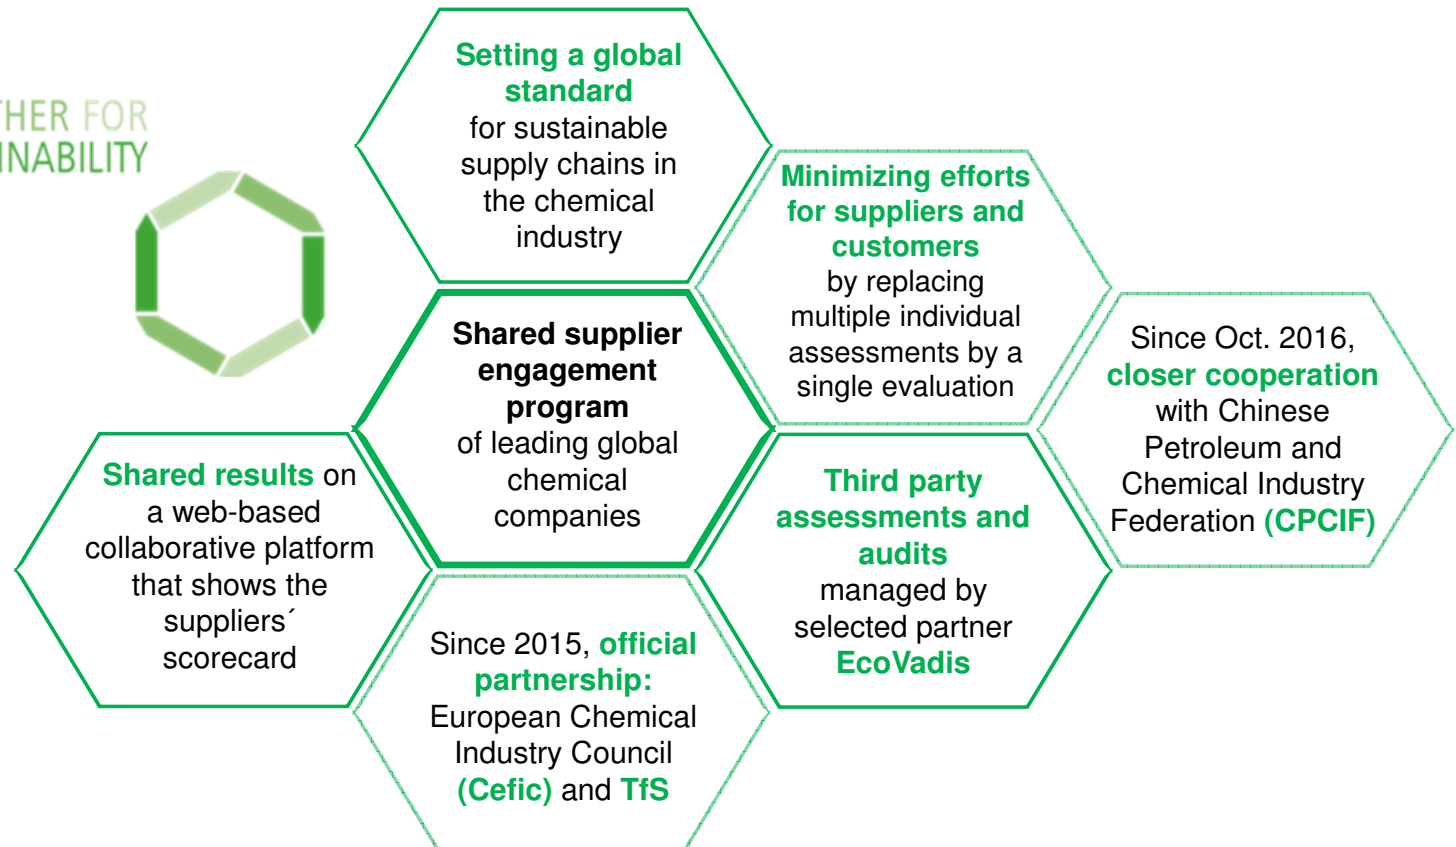 THER FOR
INABILITY
Setting a global
standard
for sustainable
supply chains in
the chemical
industry
Minimizing efforts
for suppliers and
customers
by replacing
multiple individual
assessments by a
single evaluation
Since Oct. 2016,
closer cooperation
with Chinese
Petroleum and
Chemical Industry
Federation (CPCIF)
Shared supplier
engagement
program
of leading global
chemical
companies
Shared results on
a web-based
collaborative platform
that shows the
suppliers´
scorecard
Third party
assessments and
audits
managed by
selected partner
EcoVadis
Since 2015, official
partnership:
European Chemical
Industry Council
(Cefic) and TfS